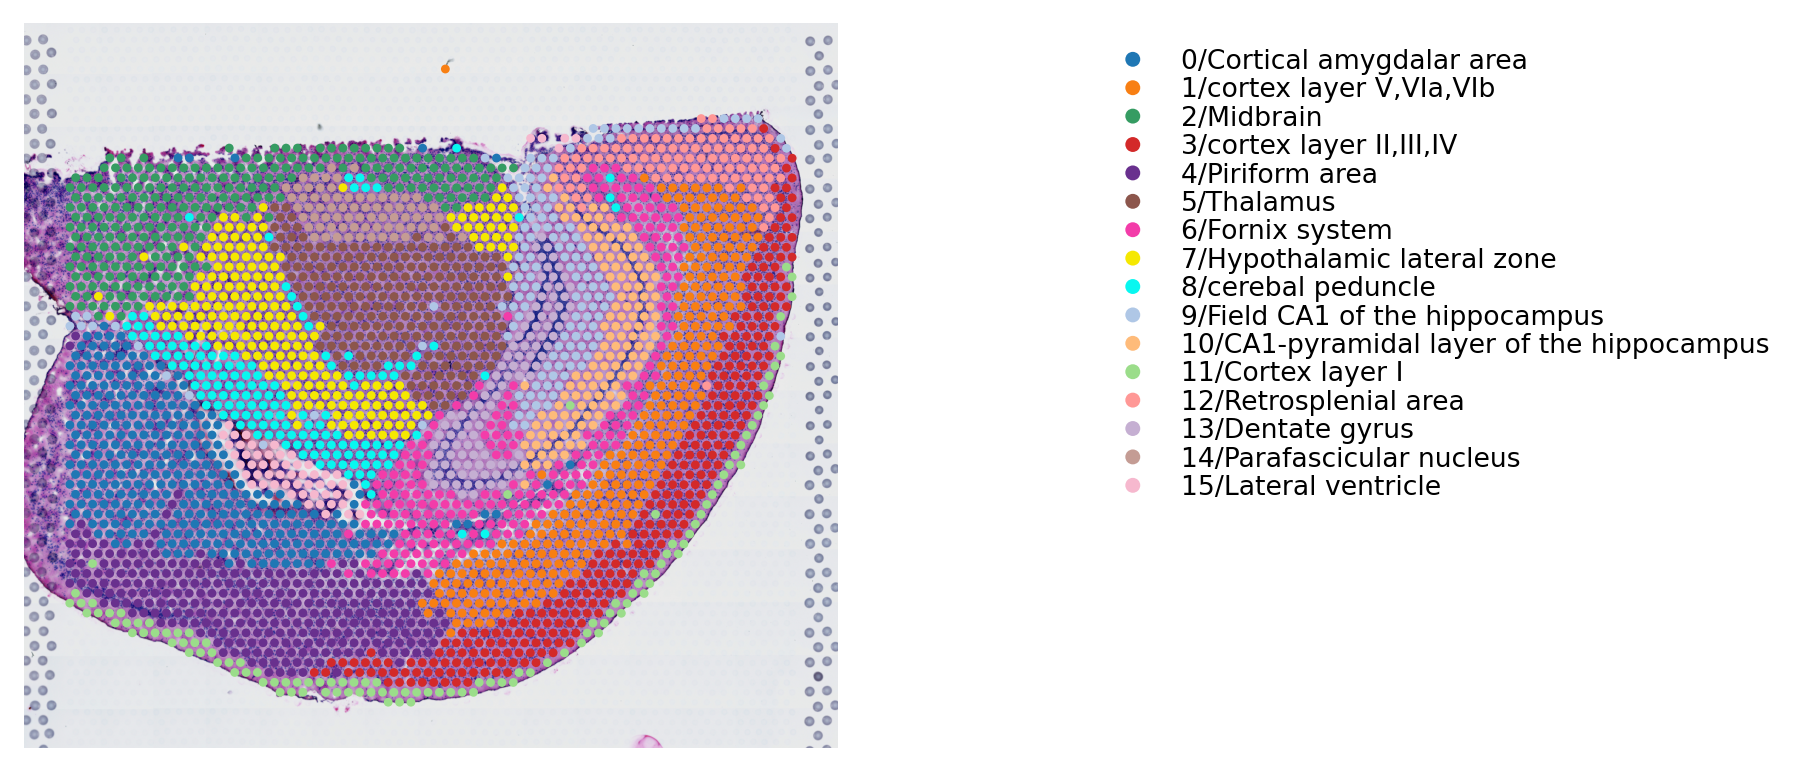 0/Cortical amygdalar area
1/cortex layer V,VIa,VIb
2/Midbrain
3/cortex layer II,III,IV
4/Piriform area
5/Thalamus
6/Fornix system
7/Hypothalamic lateral zone
8/cerebal peduncle
9/Field CA1 of the hippocampus
10/CA1-pyramidal layer of the hippocampus
11/Cortex layer I
12/Retrosplenial area
13/Dentate gyrus
14/Parafascicular nucleus
15/Lateral ventricle